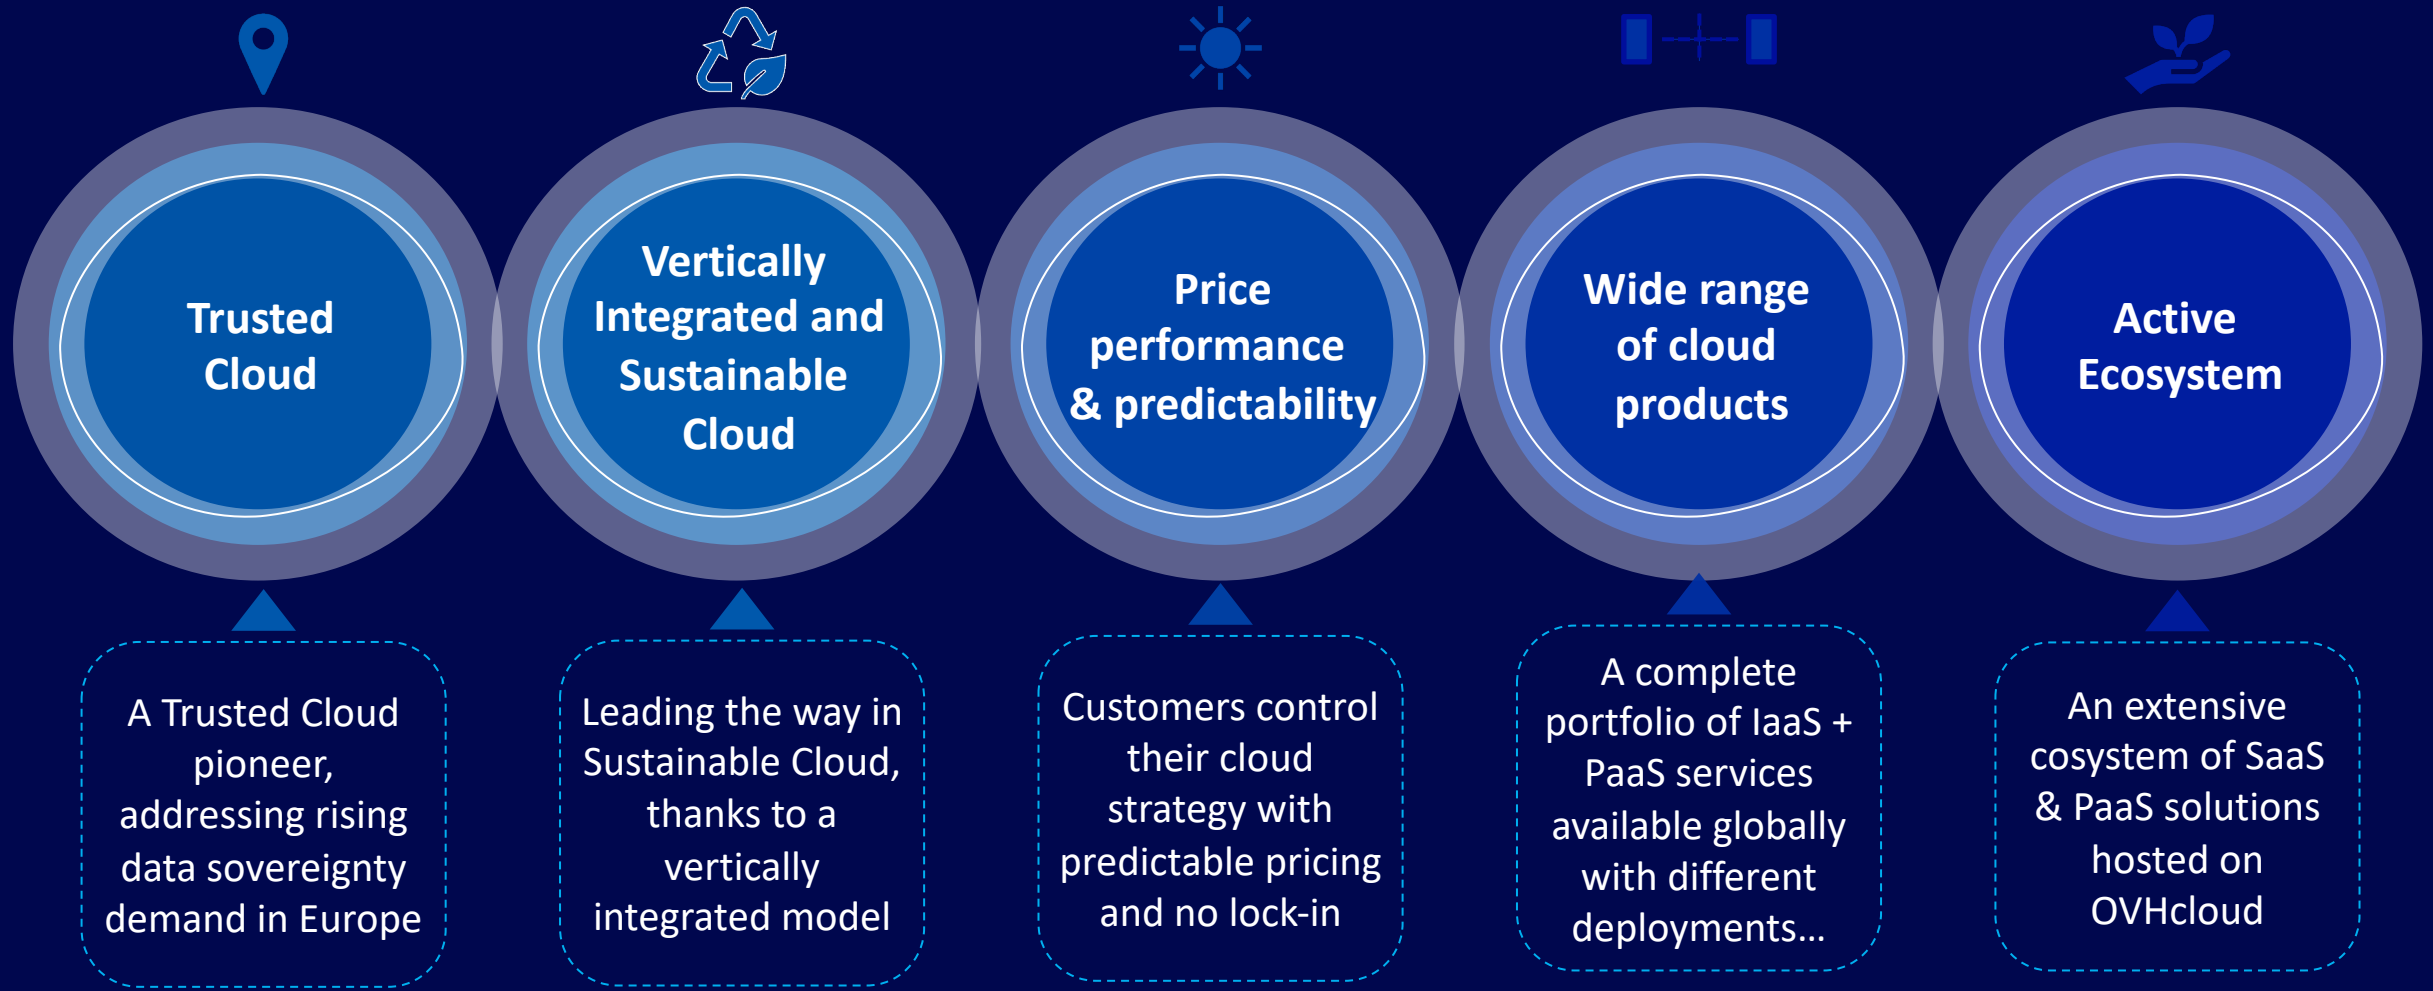 Trusted
Cloud
Vertically
Integrated and
Sustainable
Cloud
Price
performance
& predictability
Wide range
of cloud
products
Active
Ecosystem
A Trusted Cloud
pioneer,
addressing rising
data sovereignty
demand in Europe
Leading the way in
Sustainable Cloud,
thanks to a
vertically
integrated model
Customers control
their cloud
strategy with
predictable pricing
and no lock-in
A complete
portfolio of IaaS +
PaaS services
available globally
with different
deployments...
An extensive
cosystem of SaaS
& PaaS solutions
hosted on
OVHcloud